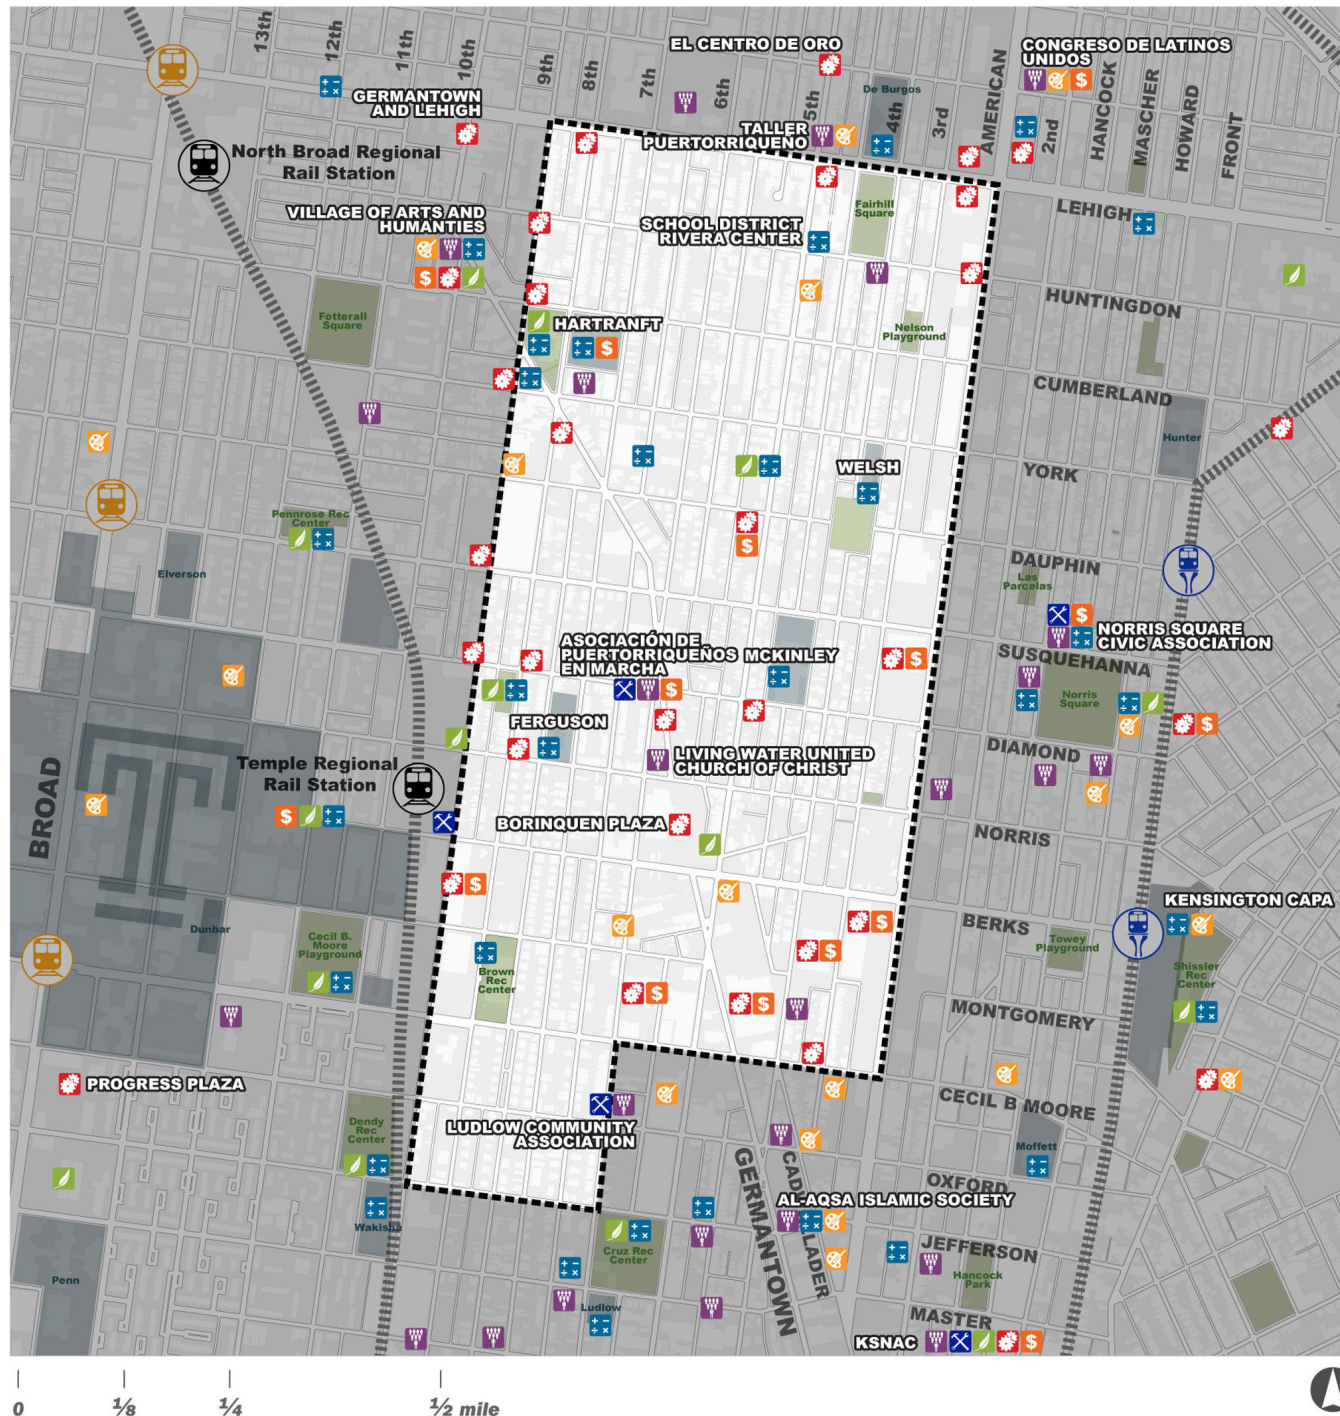 13th
12th
11th
10th
9th
8th
7th
6th
5th
4th
3rd
AMERICAN
2nd
HANCOCK
MASCHER
HOWARD
FRONT
EL CENTRO DE ORO
CONGRESO DE LATINOS
UNIDOS
De Burgos
GERMANTOWN
AND LEHIGH
TALLER
PUERTORRIQUEÑO
North Broad Regional
Rail Station
VILLAGE OF ARTS AND
HUMANTIES
SCHOOL DISTRICT
RIVERA CENTER
Fairhill
Square
LEHIGH
Fotterall
Square
HARTRANFT
Nelson
Playground
HUNTINGDON
CUMBERLAND
Hunter
WELSH
YORK
Pennrose Rec
Center
Elverson
DAUPHIN
Las
Parcelas
ASOCIACIÓN DE
PUERTORRIQUEÑOS
EN MARCHA
MCKINLEY
NORRIS SQUARE
CIVIC ASSOCIATION
SUSQUEHANNA
Norris
Square
FERGUSON
LIVING WATER UNITED
CHURCH OF CHRIST
DIAMOND
Temple Regional
Rail Station
BROAD
BORINQUEN PLAZA
NORRIS
KENSINGTON CAPA
Dunbar
Cecil B.
Moore
Playground
BERKS
Towey
Playground
Brown
Rec
Center
Shissler
Rec
Center
MONTGOMERY
PROGRESS PLAZA
CECIL B MOORE
LUDLOW COMMUNITY
ASSOCIATION
Dendy
Rec
Center
Moffett
GERMANTOWN
CADWALLADER
OXFORD
AL-AQSA ISLAMIC SOCIETY
Wakisha
Cruz Rec
Center
JEFFERSON
Hancock
Park
Penn
Ludlow
MASTER
KSNAC
0
1/8
1/4
1/2 mile